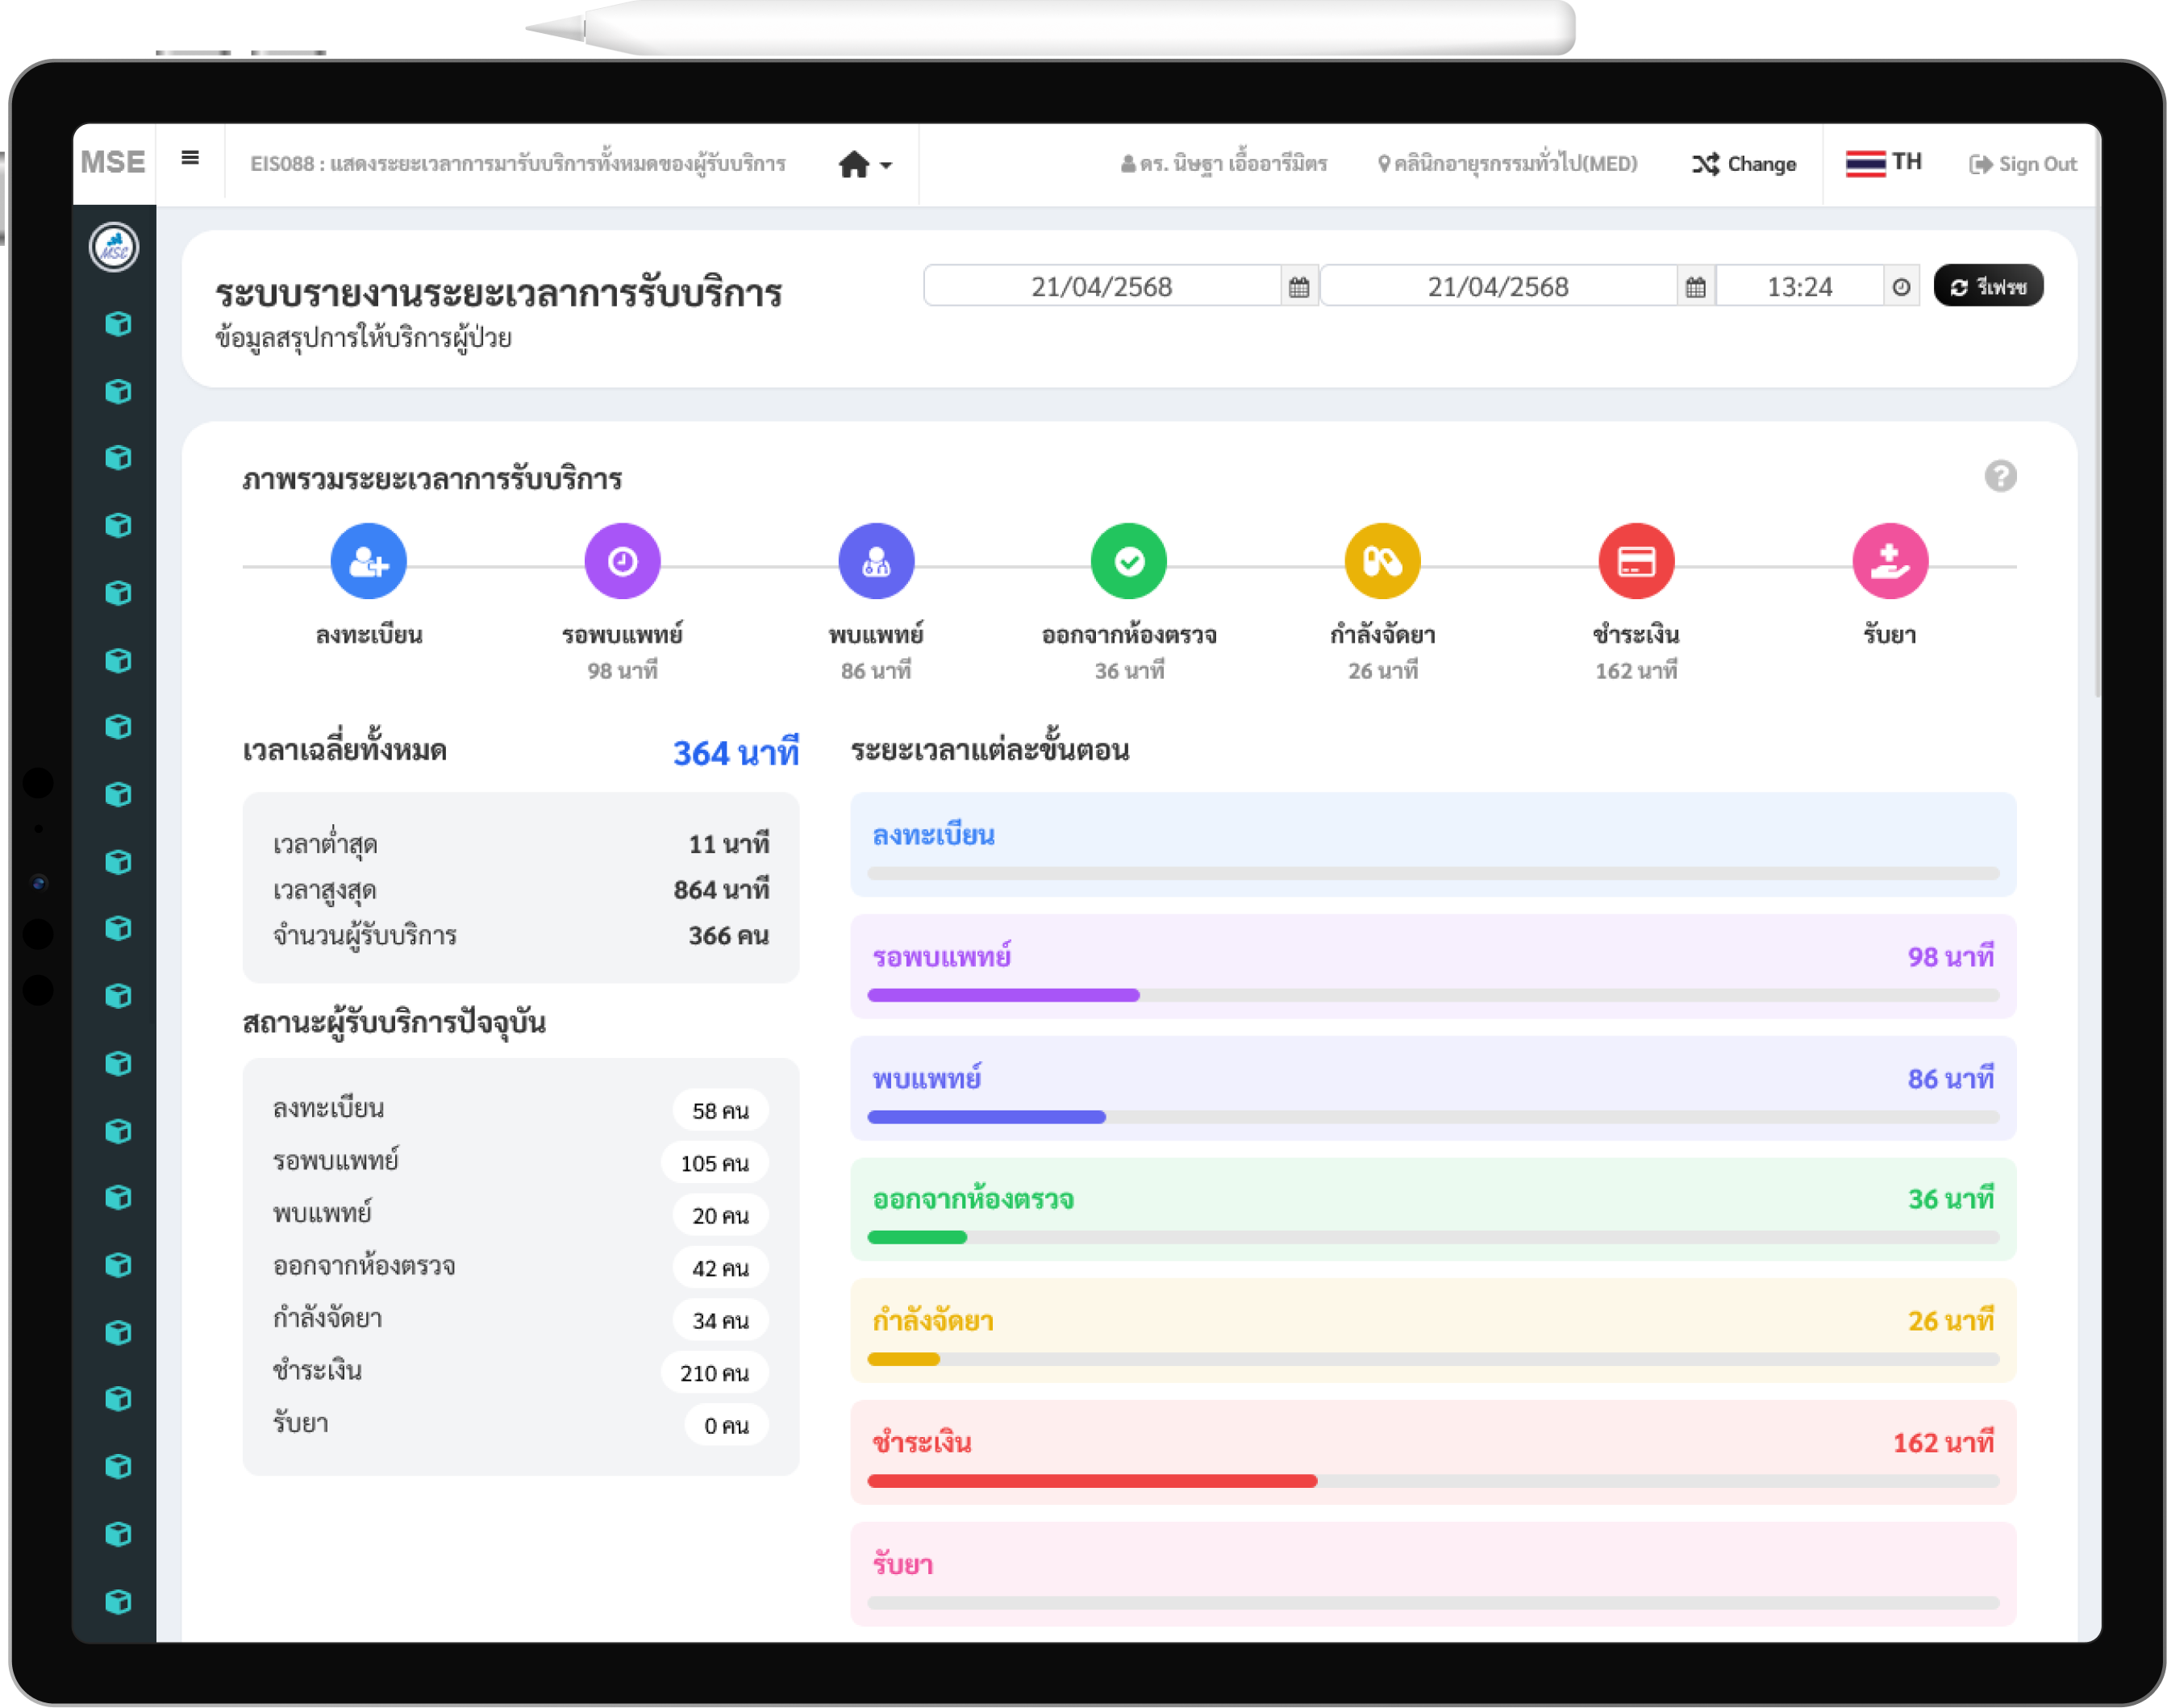 MSE
EIS088 : แสดงระยะเวลาการมารับบริการทั้งหมดของผู้รับบริการ
ดร. นิษฐา เอื้ออารีมิตร
คลินิกอายุรกรรมทั่วไป(MED)
Change
TH
Sign Out
MSC
ระบบรายงานระยะเวลาการรับบริการ
ข้อมูลสรุปการให้บริการผู้ป่วย
21/04/2568
21/04/2568
13:24
รีเฟรช
ภาพรวมระยะเวลาการรับบริการ
ลงทะเบียน
รอพบแพทย์
98 นาที
พบแพทย์
86 นาที
ออกจากห้องตรวจ
36 นาที
กำลังจัดยา
26 นาที
ชำระเงิน
162 นาที
รับยา
เวลาเฉลี่ยทั้งหมด 364 นาที
เวลาต่ำสุด 11 นาที
เวลาสูงสุด 864 นาที
จำนวนผู้รับบริการ 366 คน
สถานะผู้รับบริการปัจจุบัน
ลงทะเบียน 58 คน
รอพบแพทย์ 105 คน
พบแพทย์ 20 คน
ออกจากห้องตรวจ 42 คน
กำลังจัดยา 34 คน
ชำระเงิน 210 คน
รับยา 0 คน
ระยะเวลาแต่ละขั้นตอน
ลงทะเบียน
รอพบแพทย์ 98 นาที
พบแพทย์ 86 นาที
ออกจากห้องตรวจ 36 นาที
กำลังจัดยา 26 นาที
ชำระเงิน 162 นาที
รับยา